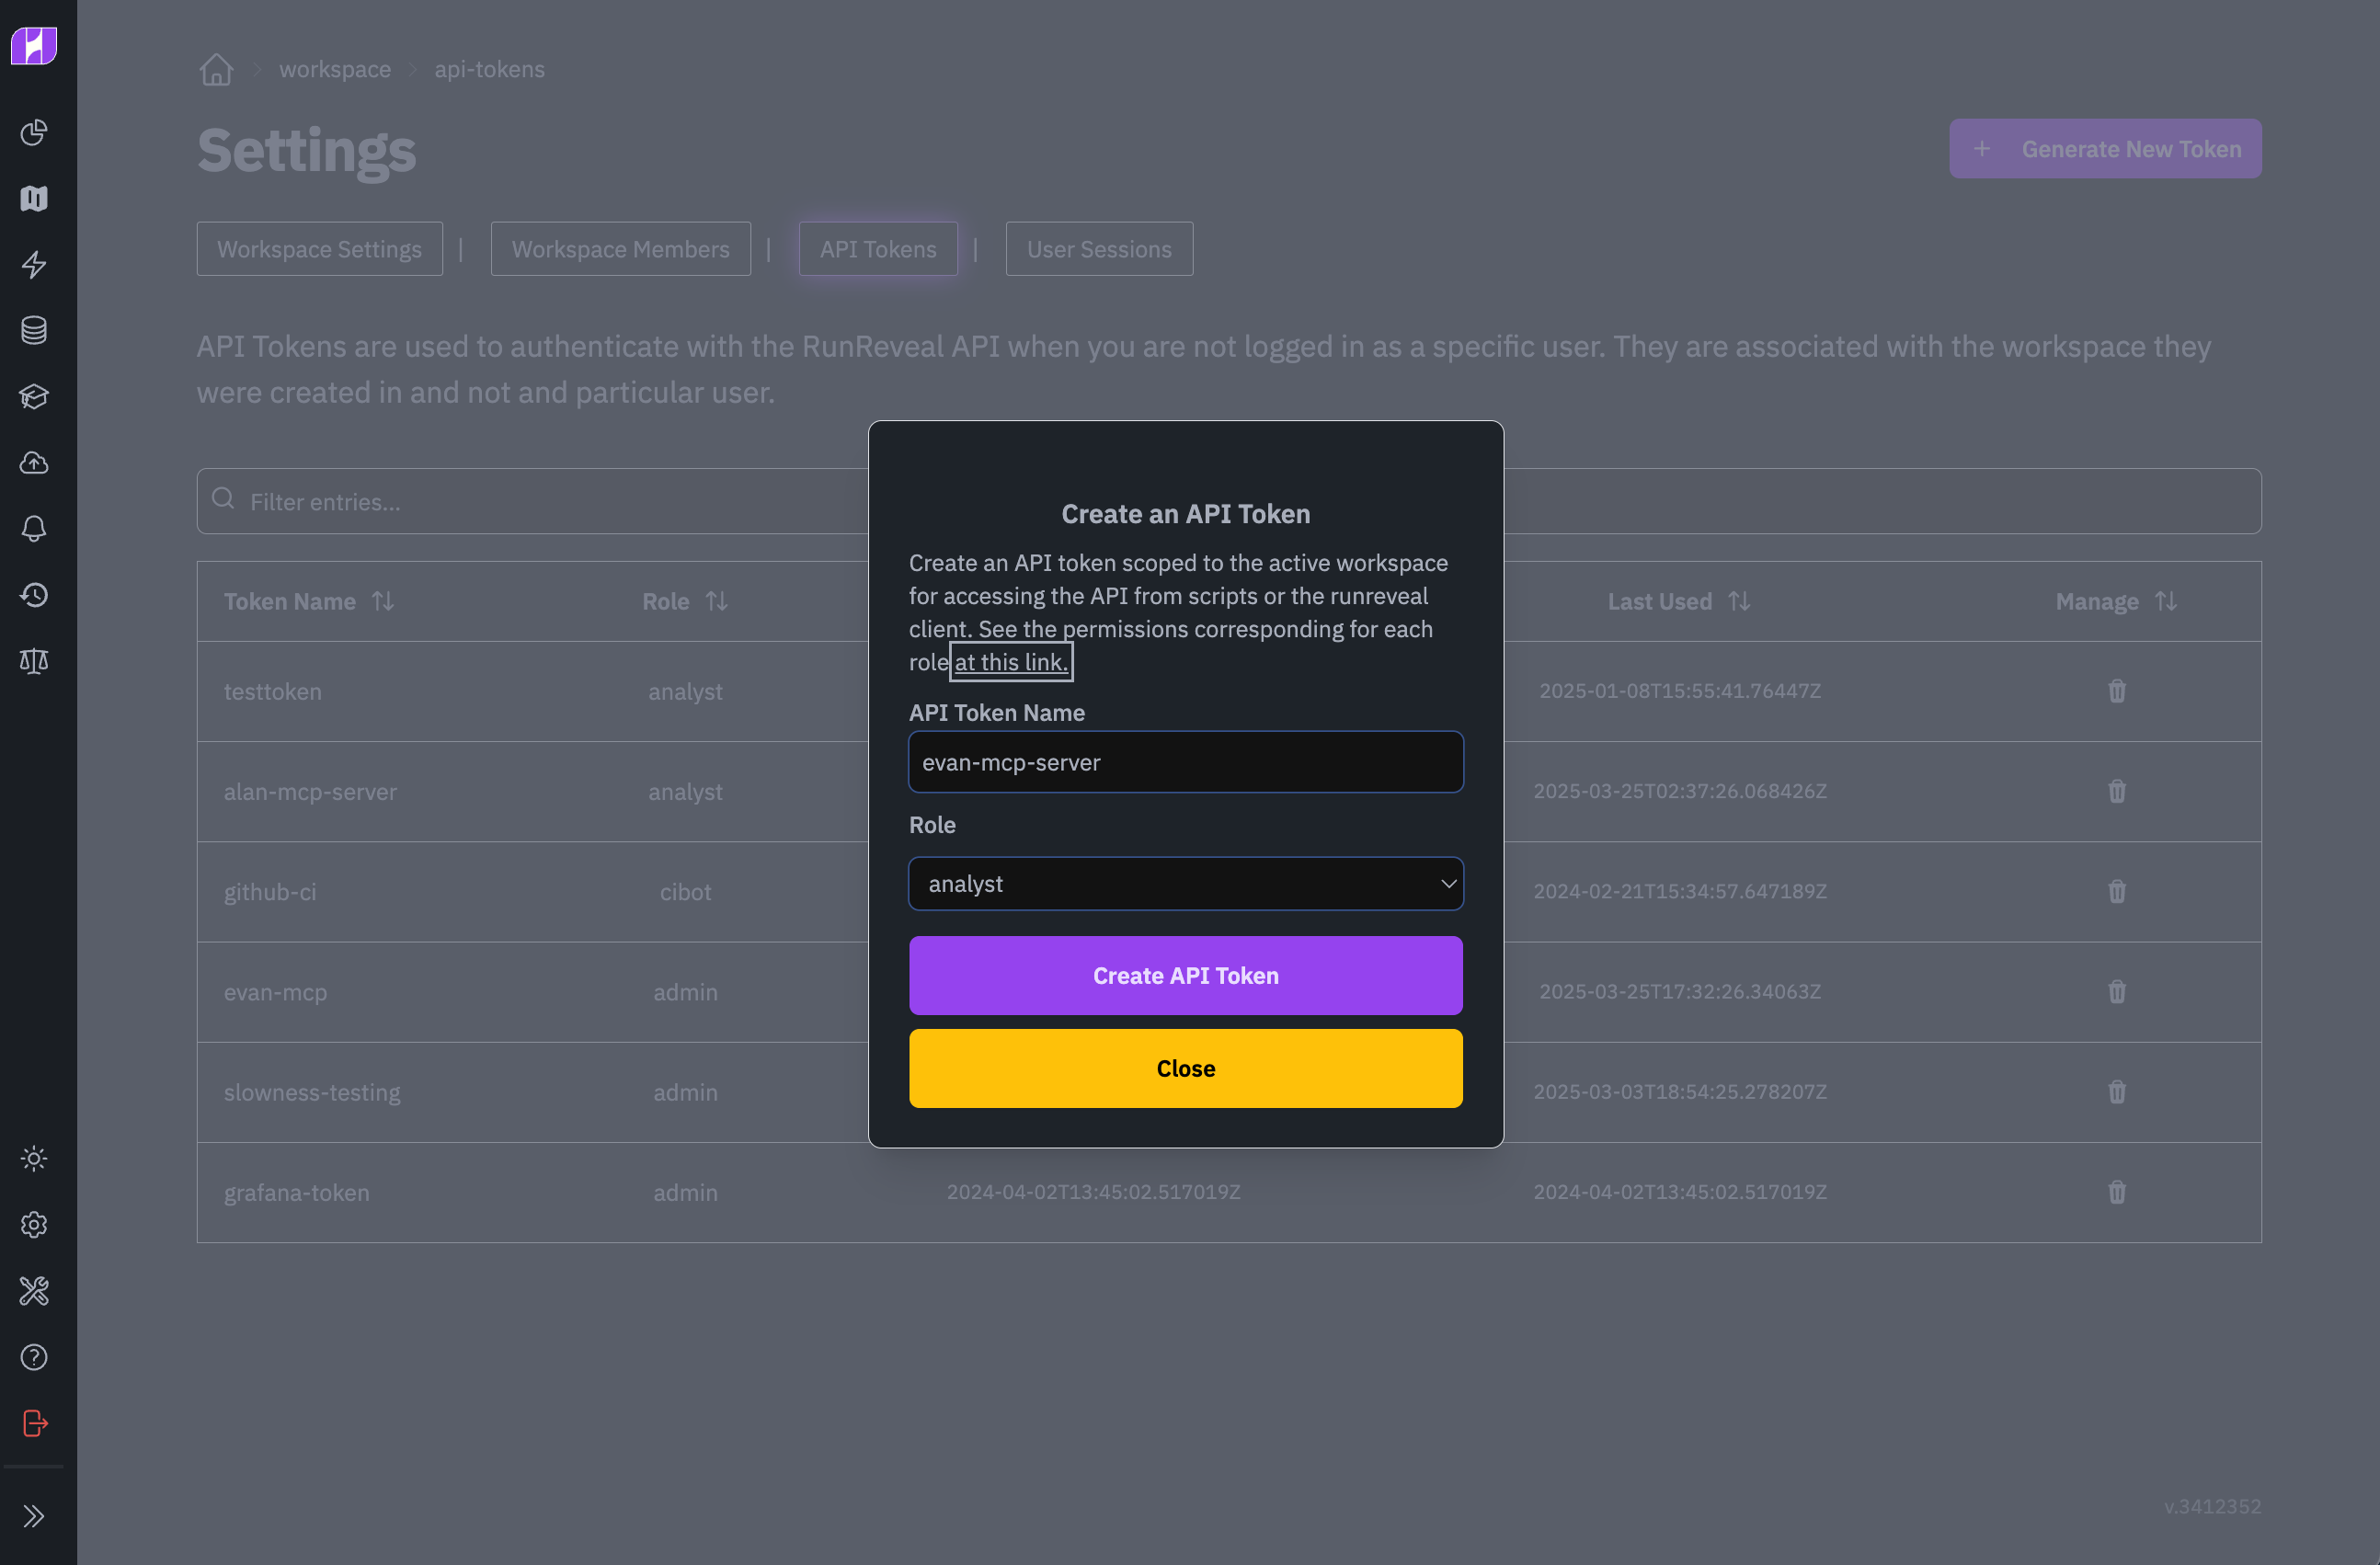 workspace
api-tokens
Settings
+ Generate New Token
Workspace Settings | Workspace Members | API Tokens | User Sessions
API Tokens are used to authenticate with the RunReveal API when you are not logged in as a specific user. They are associated with the workspace they
were created in and not and particular user.
Filter entries...
Token Name Role Last Used Manage
testtoken analyst 2025-01-08T15:55:41.76447Z
alan-mcp-server analyst 2025-03-25T02:37:26.068426Z
github-ci cibot 2024-02-21T15:34:57.647189Z
evan-mcp admin 2025-03-25T17:32:26.34063Z
slowness-testing admin 2025-03-03T18:54:25.278207Z
grafana-token admin 2024-04-02T13:45:02.517019Z 2024-04-02T13:45:02.517019Z
Create an API Token
Create an API token scoped to the active workspace
for accessing the API from scripts or the runreveal
client. See the permissions corresponding for each
role at this link.
API Token Name
evan-mcp-server
Role
analyst
Create API Token
Close
v.3412352